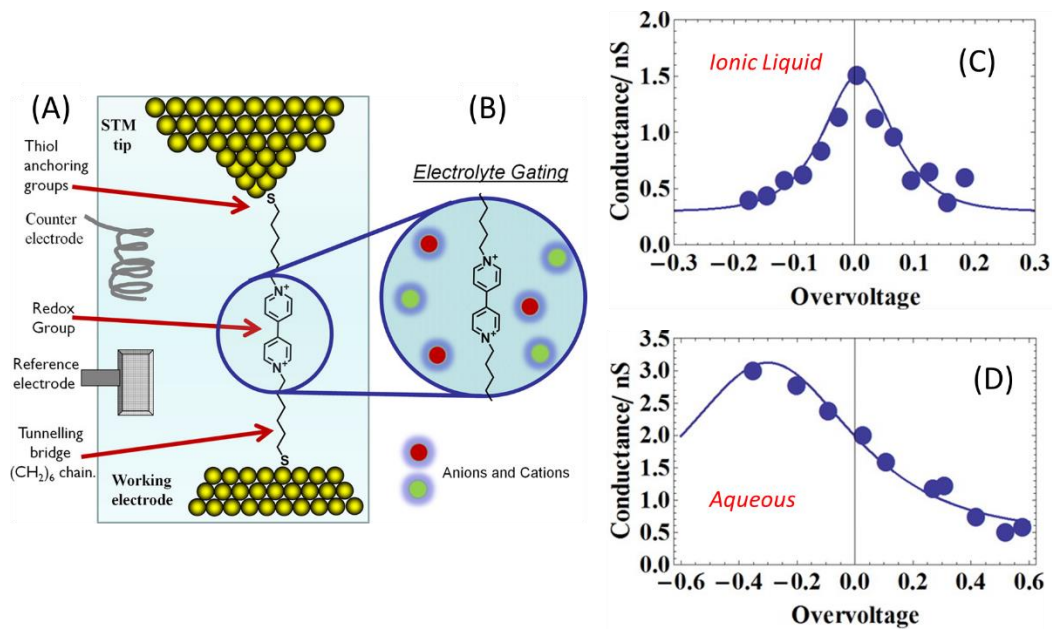 (A)
STM
tip
Thiol
anchoring
groups
Counter
electrode
Redox
Group
Reference
electrode
Tunnelling
bridge
(CH₂)₆ chain.
Working
electrode
S
N⁺
N⁺
S
(B)
Electrolyte Gating
N⁺
N⁺
Anions and Cations
(C)
Ionic Liquid
Conductance/ nS
2.0
1.5
1.0
0.5
0.0
−0.3 −0.2 −0.1 0.0 0.1 0.2 0.3
Overvoltage
(D)
Aqueous
Conductance/ nS
3.5
3.0
2.5
2.0
1.5
1.0
0.5
0.0
−0.6 −0.4 −0.2 0.0 0.2 0.4 0.6
Overvoltage